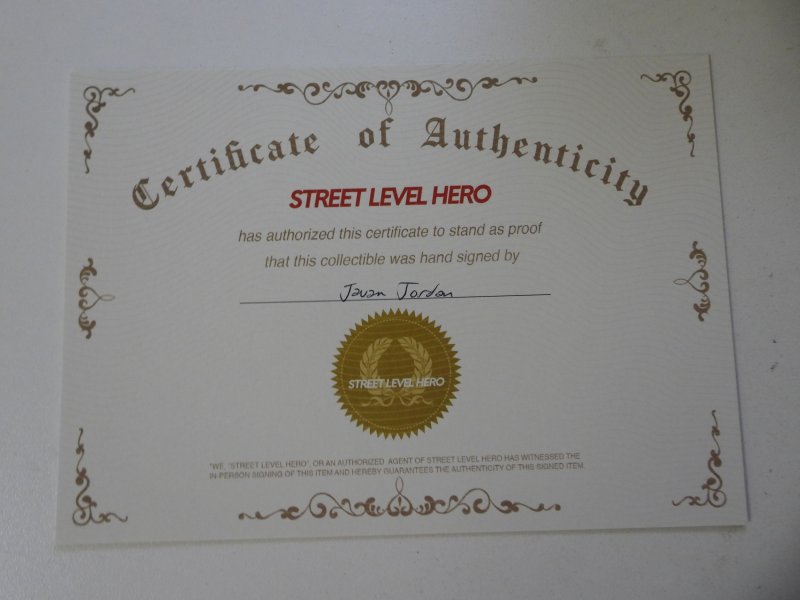 Certificate of Authenticity
STREET LEVEL HERO
has authorized this certificate to stand as proof
that this collectible was hand signed by
Javan Jordan
STREET LEVEL HERO
"WE, "STREET LEVEL HERO", OR AN AUTHORIZED AGENT OF STREET LEVEL HERO HAS WITNESSED THE
IN-PERSON SIGNING OF THIS ITEM AND HEREBY GUARANTEES THE AUTHENTICITY OF THIS SIGNED ITEM.